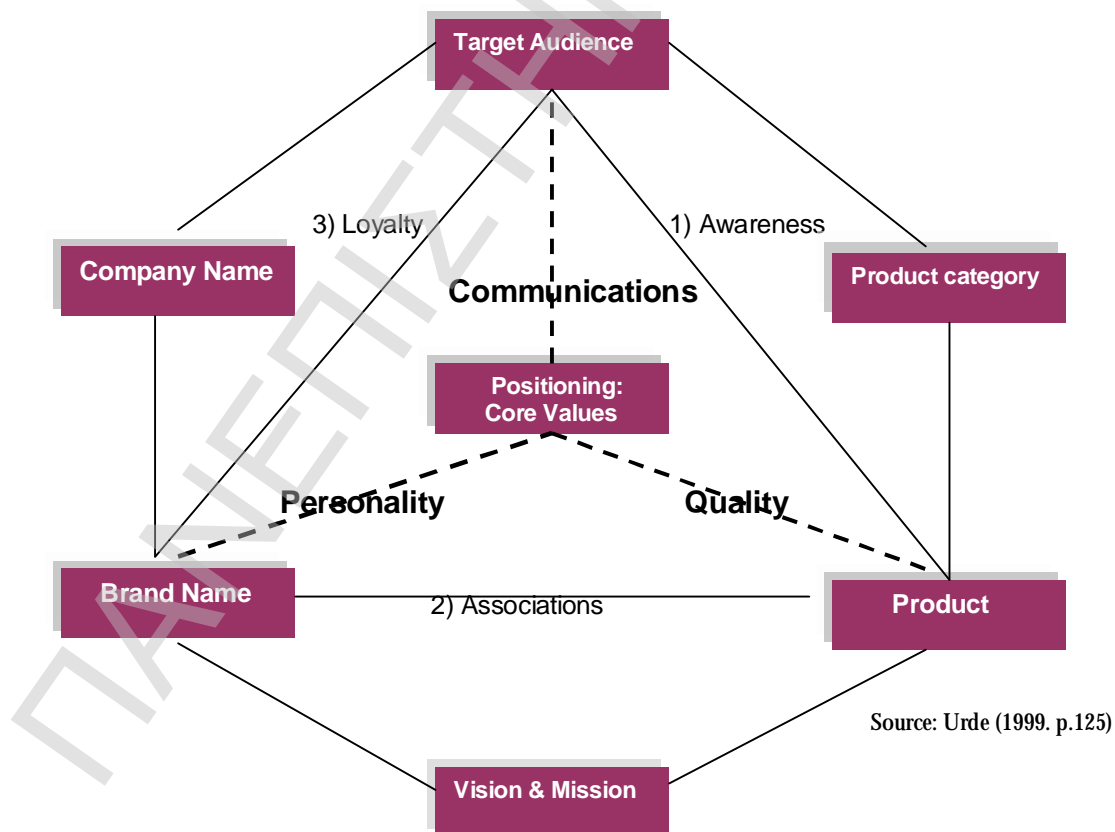 Target Audience
3) Loyalty
1) Awareness
Company Name
Product category
Communications
Positioning:
Core Values
Personality
Quality
Brand Name
2) Associations
Product
Source: Urde (1999. p.125)
Vision & Mission
ΠΑΝΕΠΙΣΤΗ